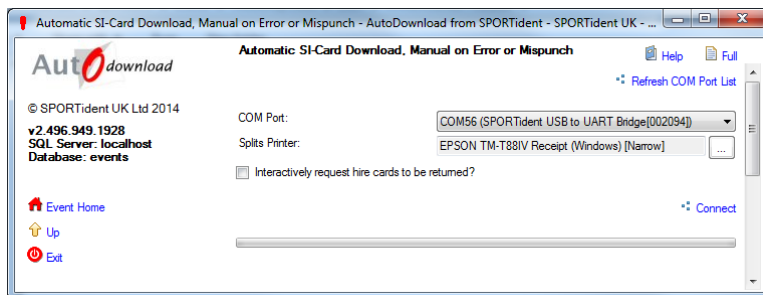 Automatic SI-Card Download, Manual on Error or Mispunch - AutoDownload from SPORTident - SPORTident UK - ...
Auto download
Automatic SI-Card Download, Manual on Error or Mispunch
Help
Full
Refresh COM Port List
© SPORTident UK Ltd 2014
v2.496.949.1928
SQL Server: localhost
Database: events
COM Port:
COM56 (SPORTident USB to UART Bridge[002094])
Splits Printer:
EPSON TM-T88IV Receipt (Windows) [Narrow]
...
Interactively request hire cards to be returned?
Event Home
Connect
Up
Exit